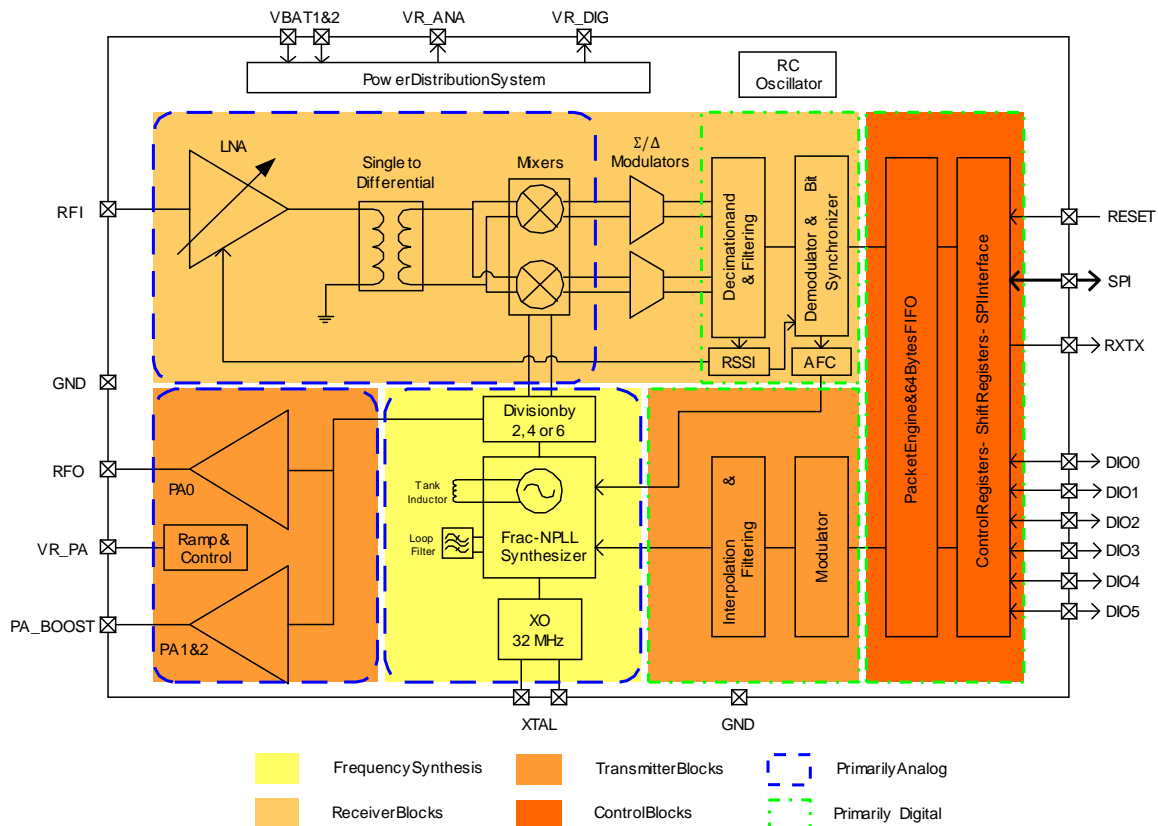 VBAT1&2
VR_ANA
VR_DIG
PowerDistributionSystem
RC
Oscillator
LNA
Single to
Differential
Mixers
Σ/Δ
Modulators
Decimationand
& Filtering
Demodulator & Bit
Synchronizer
RSSI
AFC
PacketEngine&64BytesFIFO
ControlRegisters- ShiftRegisters- SPIInterface
RFI
GND
RFO
VR_PA
PA_BOOST
RESET
SPI
RXTX
DIO0
DIO1
DIO2
DIO3
DIO4
DIO5
PA0
Ramp&
Control
PA1&2
Divisionby
2, 4 or 6
Tank
Inductor
Loop
Filter
Frac-NPLL
Synthesizer
XO
32 MHz
Interpolation &
Filtering
Modulator
XTAL
GND
FrequencySynthesis
TransmitterBlocks
PrimarilyAnalog
ReceiverBlocks
ControlBlocks
Primarily Digital